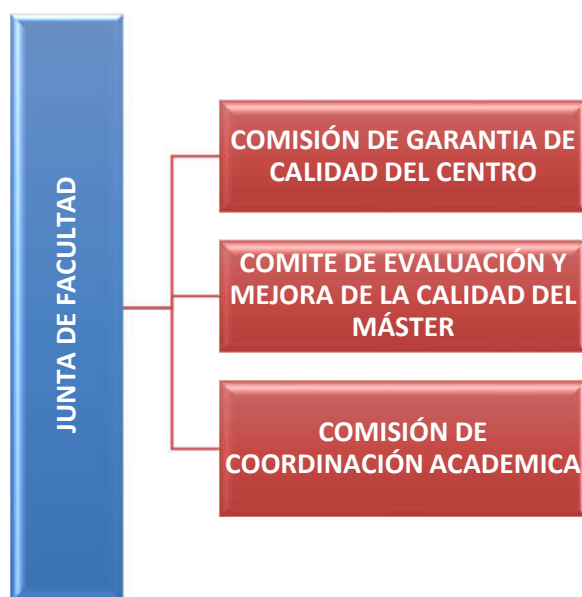 JUNTA DE FACULTAD
COMISIÓN DE GARANTIA DE
CALIDAD DEL CENTRO
COMITE DE EVALUACIÓN Y
MEJORA DE LA CALIDAD DEL
MÁSTER
COMISIÓN DE
COORDINACIÓN ACADEMICA